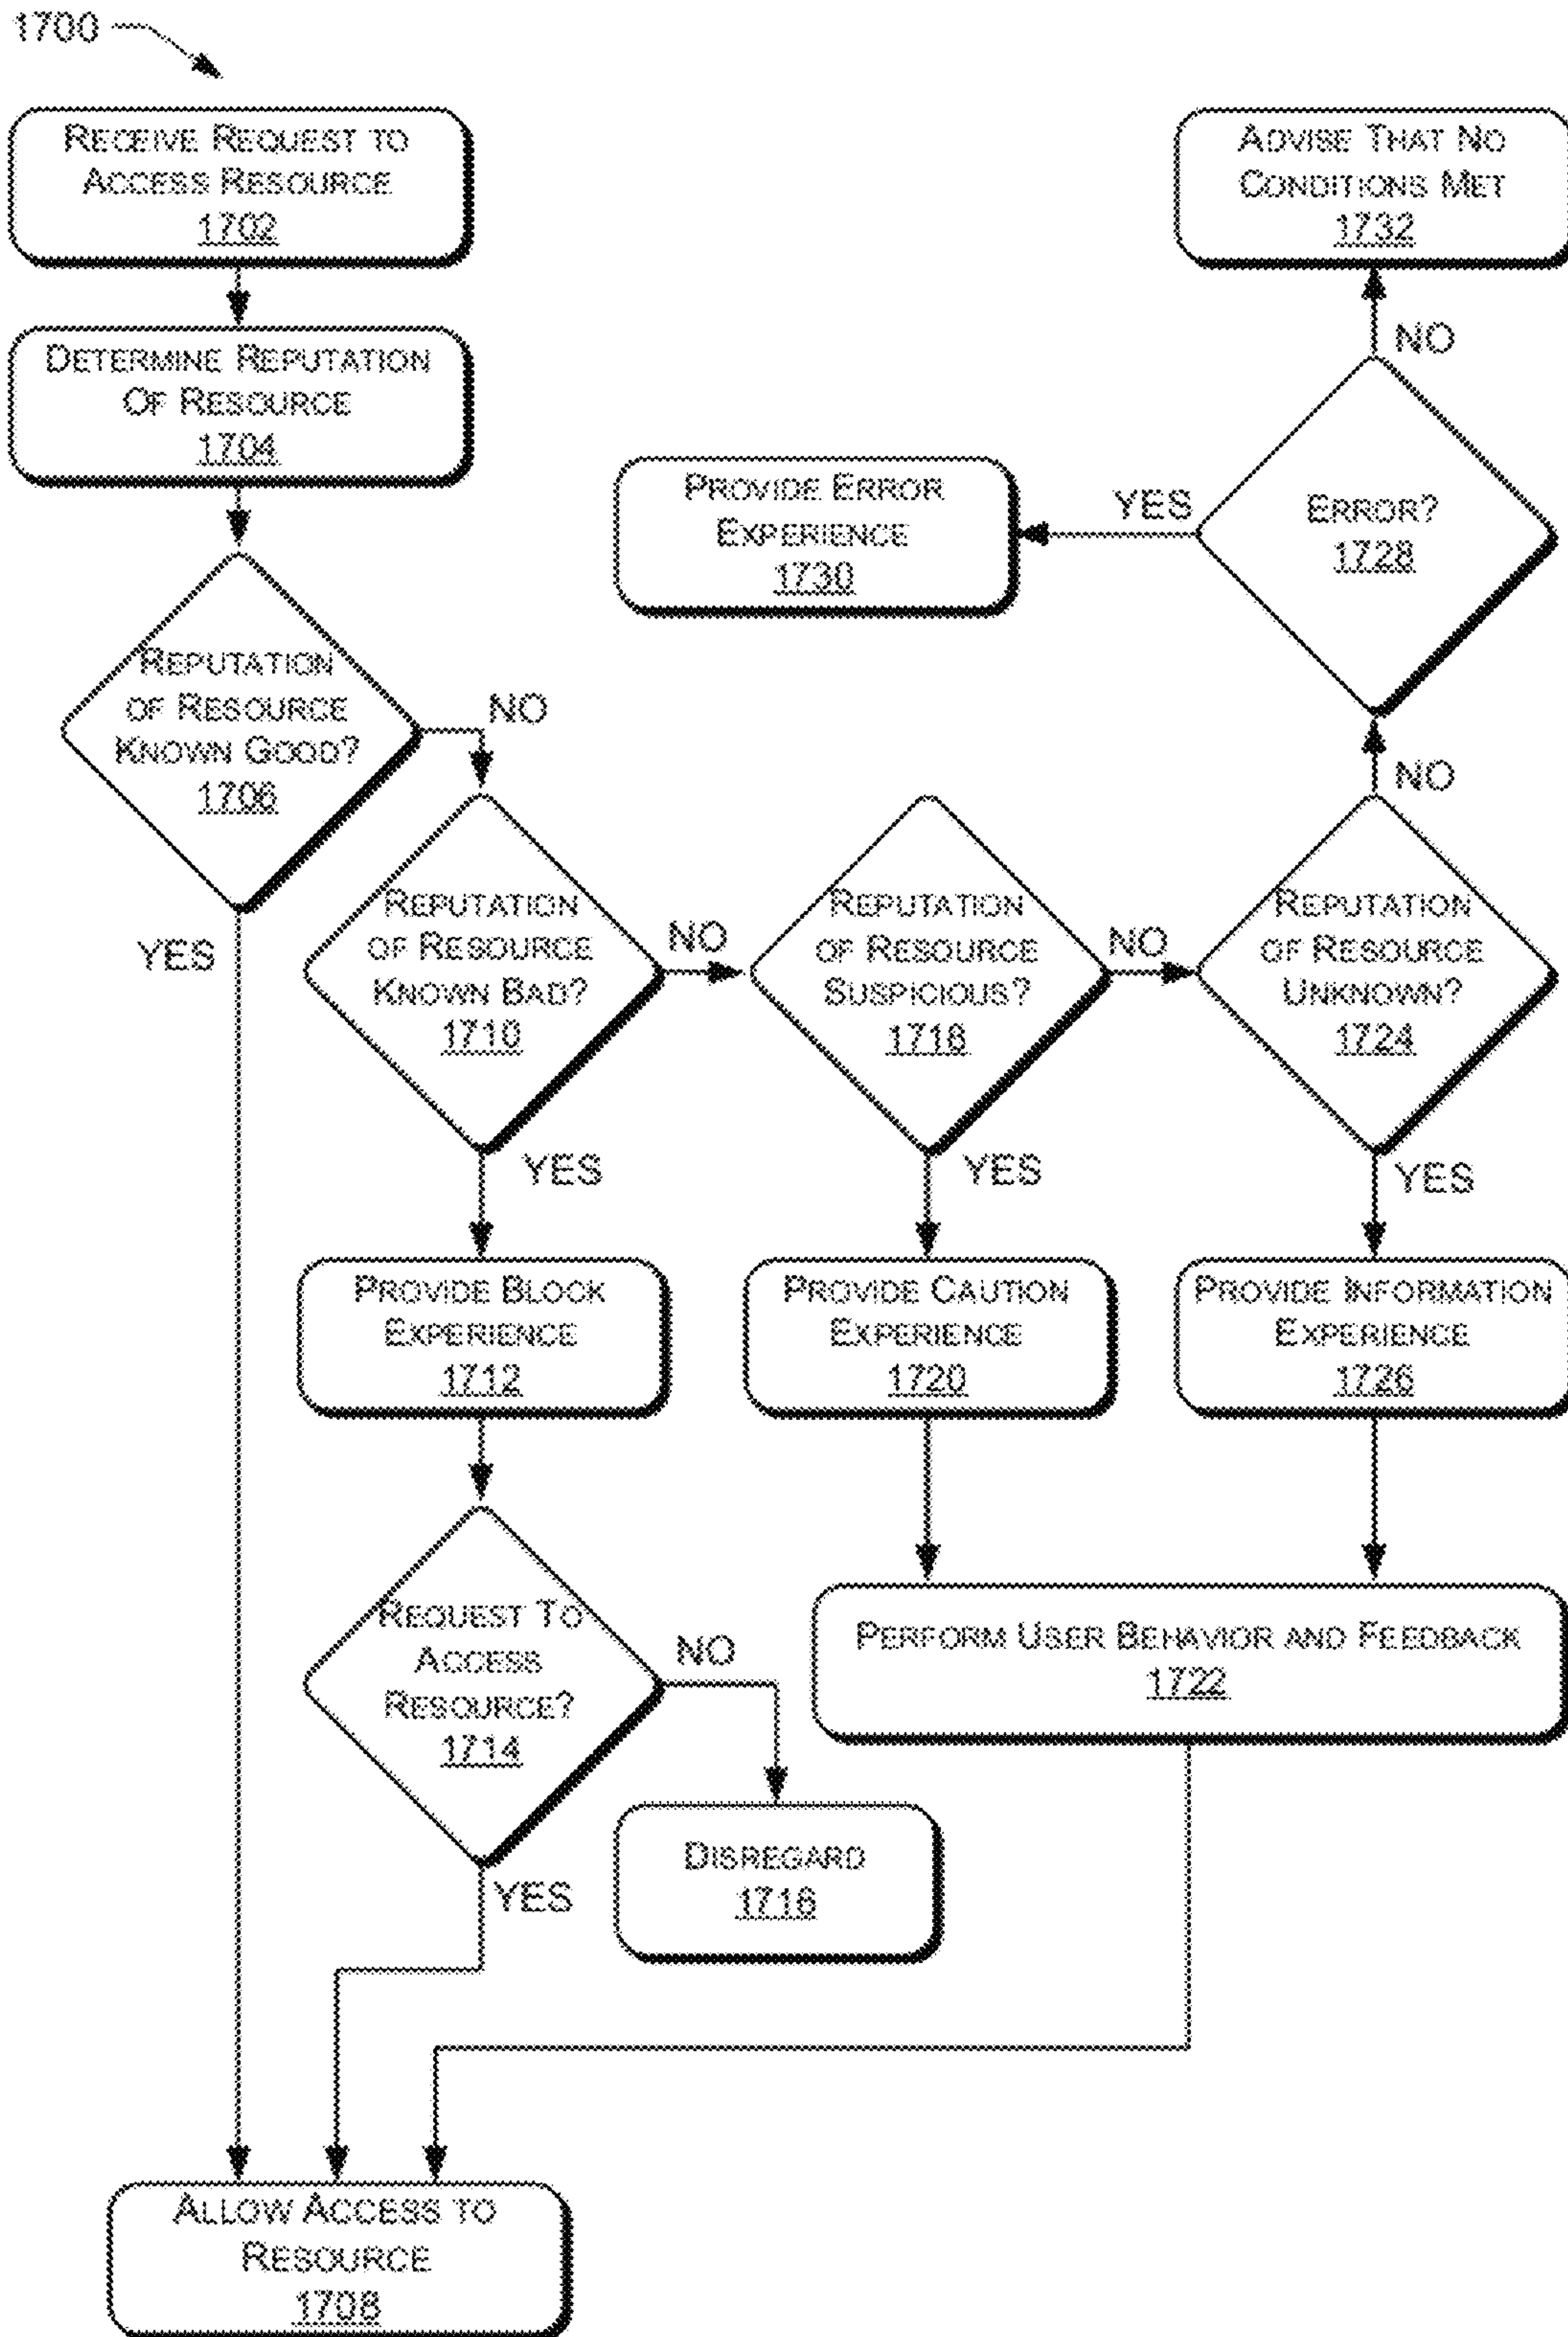 1700
RECEIVE REQUEST TO
ACCESS RESOURCE
1702
DETERMINE REPUTATION
OF RESOURCE
1704
REPUTATION
OF RESOURCE
KNOWN GOOD?
1706
NO
YES
REPUTATION
OF RESOURCE
KNOWN BAD?
1710
NO
YES
REPUTATION
OF RESOURCE
SUSPICIOUS?
1718
NO
YES
REPUTATION
OF RESOURCE
UNKNOWN?
1724
NO
YES
ERROR?
1728
YES
NO
PROVIDE ERROR
EXPERIENCE
1730
ADVISE THAT NO
CONDITIONS MET
1732
PROVIDE BLOCK
EXPERIENCE
1712
PROVIDE CAUTION
EXPERIENCE
1720
PROVIDE INFORMATION
EXPERIENCE
1726
REQUEST TO
ACCESS
RESOURCE?
1714
NO
YES
DISREGARD
1716
PERFORM USER BEHAVIOR AND FEEDBACK
1722
ALLOW ACCESS TO
RESOURCE
1708